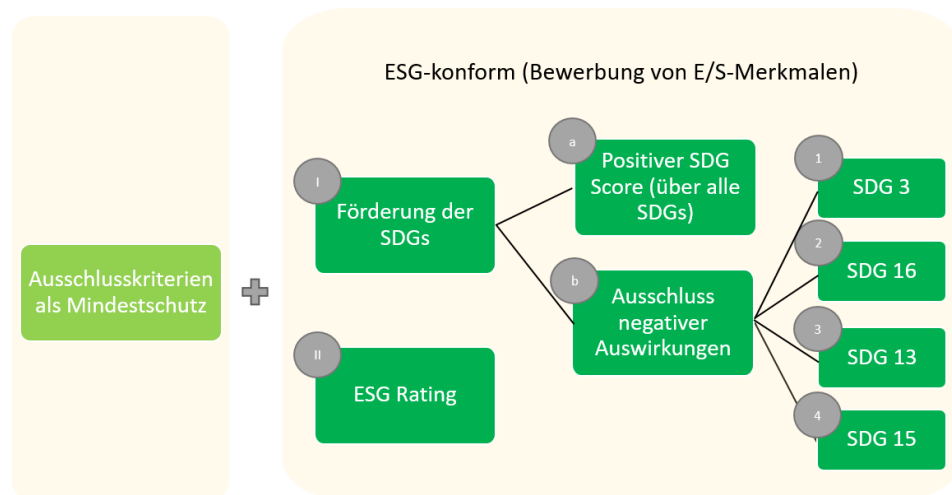 ESG-konform (Bewerbung von E/S-Merkmalen)
Ausschlusskriterien
als Mindestschutz
I
Förderung der
SDGs
II
ESG Rating
a
Positiver SDG
Score (über alle
SDGs)
b
Ausschluss
negativer
Auswirkungen
1
SDG 3
2
SDG 16
3
SDG 13
4
SDG 15